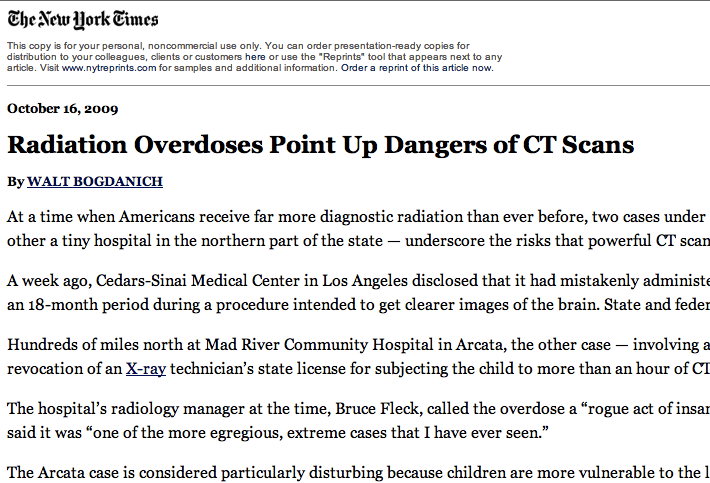 The New York Times
This copy is for your personal, noncommercial use only. You can order presentation-ready copies for
distribution to your colleagues, clients or customers here or use the "Reprints" tool that appears next to any
article. Visit www.nytreprints.com for samples and additional information. Order a reprint of this article now.
October 16, 2009
Radiation Overdoses Point Up Dangers of CT Scans
By WALT BOGDANICH
At a time when Americans receive far more diagnostic radiation than ever before, two cases under
other a tiny hospital in the northern part of the state — underscore the risks that powerful CT scan
A week ago, Cedars-Sinai Medical Center in Los Angeles disclosed that it had mistakenly administe
an 18-month period during a procedure intended to get clearer images of the brain. State and feder
Hundreds of miles north at Mad River Community Hospital in Arcata, the other case — involving a
revocation of an X-ray technician’s state license for subjecting the child to more than an hour of CT
The hospital’s radiology manager at the time, Bruce Fleck, called the overdose a “rogue act of insan
said it was “one of the more egregious, extreme cases that I have ever seen.”
The Arcata case is considered particularly disturbing because children are more vulnerable to the l